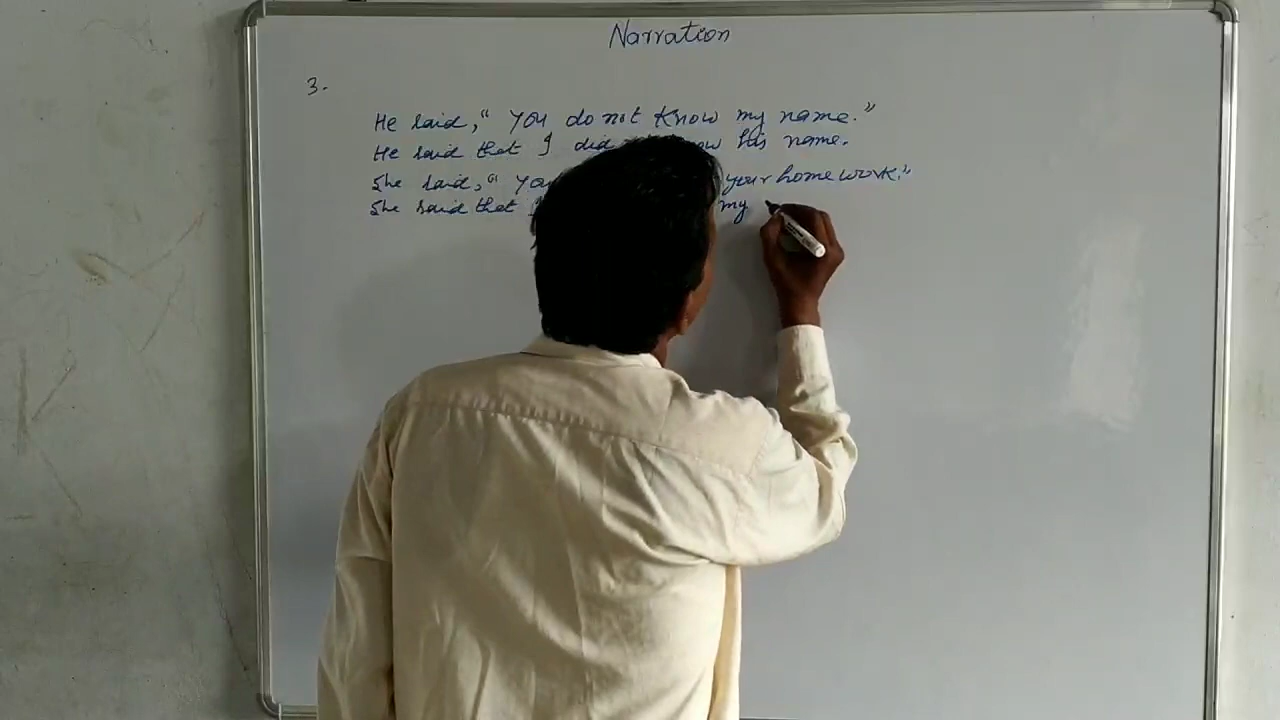 Narration
3.
He said, "You do not know my name."
He said that I did his name.
She said, "You your home work."
She said that my